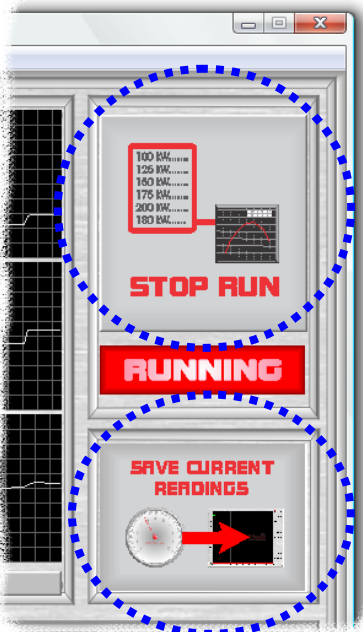 100 KW
125 KW
150 KW
175 KW
200 KW
180 KW
STOP RUN
RUNNING
SAVE CURRENT
READINGS